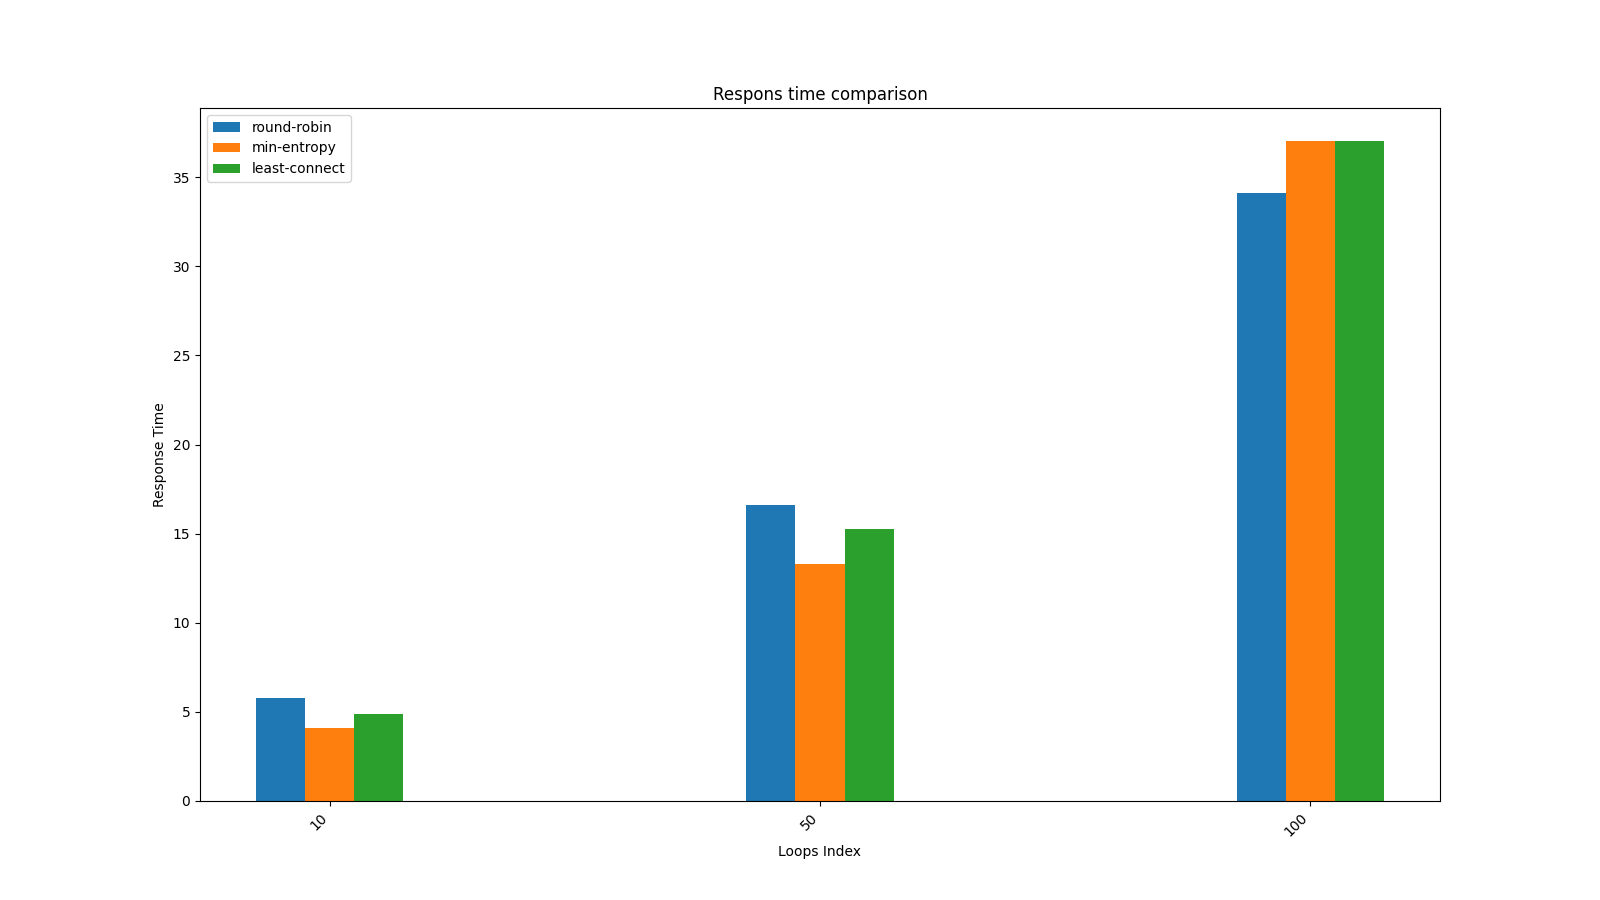 Respons time comparison
round-robin
min-entropy
least-connect
35
30
25
20
15
10
5
0
Response Time
10
50
100
Loops Index